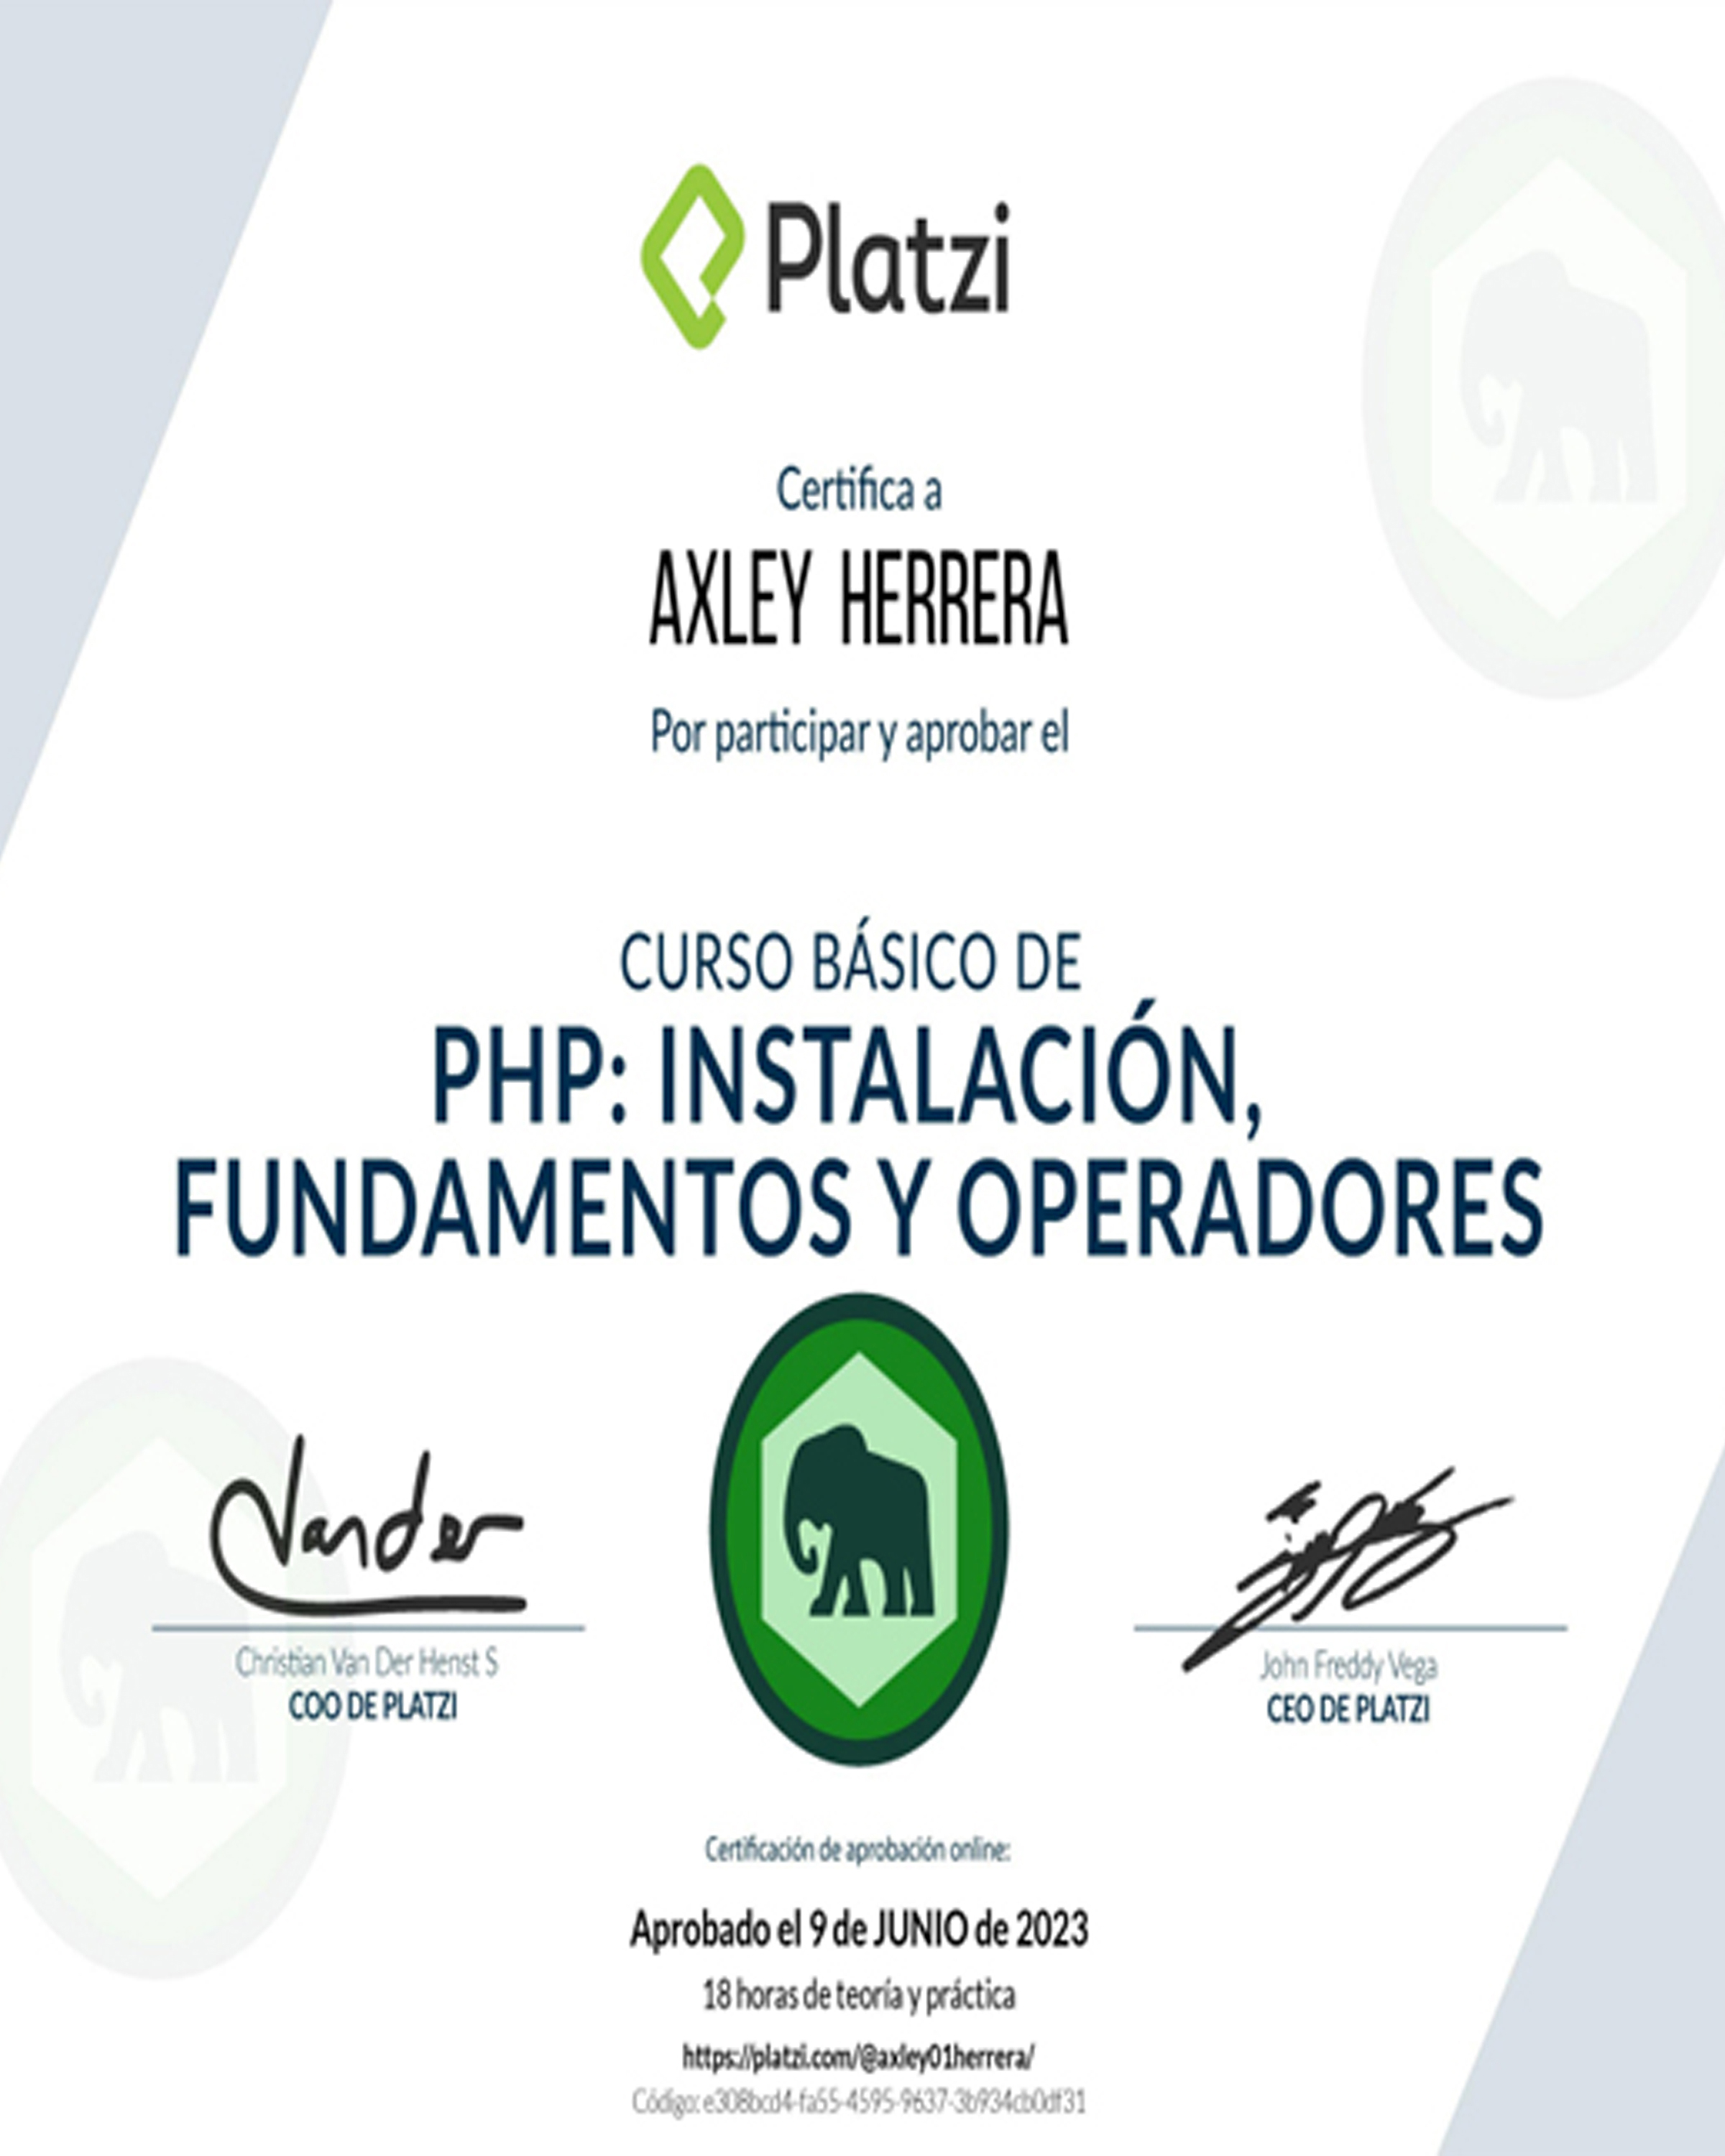 Platzi
Certifica a
AXLEY HERRERA
Por participar y aprobar el
CURSO BÁSICO DE
PHP: INSTALACIÓN,
FUNDAMENTOS Y OPERADORES
Vander
Christian Van Der Henst S
COO DE PLATZI
John Freddy Vega
CEO DE PLATZI
Certificación de aprobación online:
Aprobado el 9 de JUNIO de 2023
18 horas de teoría y práctica
https://platzi.com/@axley01herrera/
Código: e308bcd4-fa55-4595-9637-3b934cb0df31